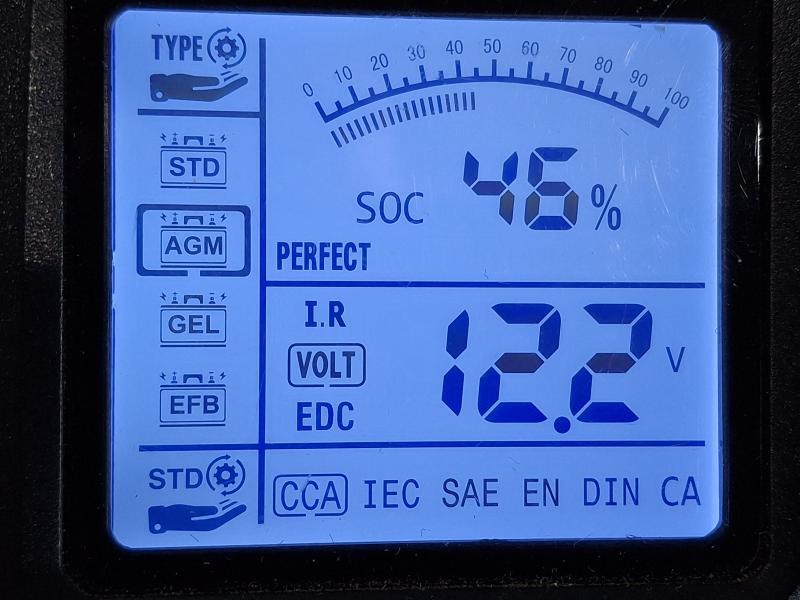 TYPE
0 10 20 30 40 50 60 70 80 90 100
STD
AGM
GEL
EFB
STD
SOC 46%
PERFECT
I.R
VOLT
EDC
12.2 V
CCA IEC SAE EN DIN CA